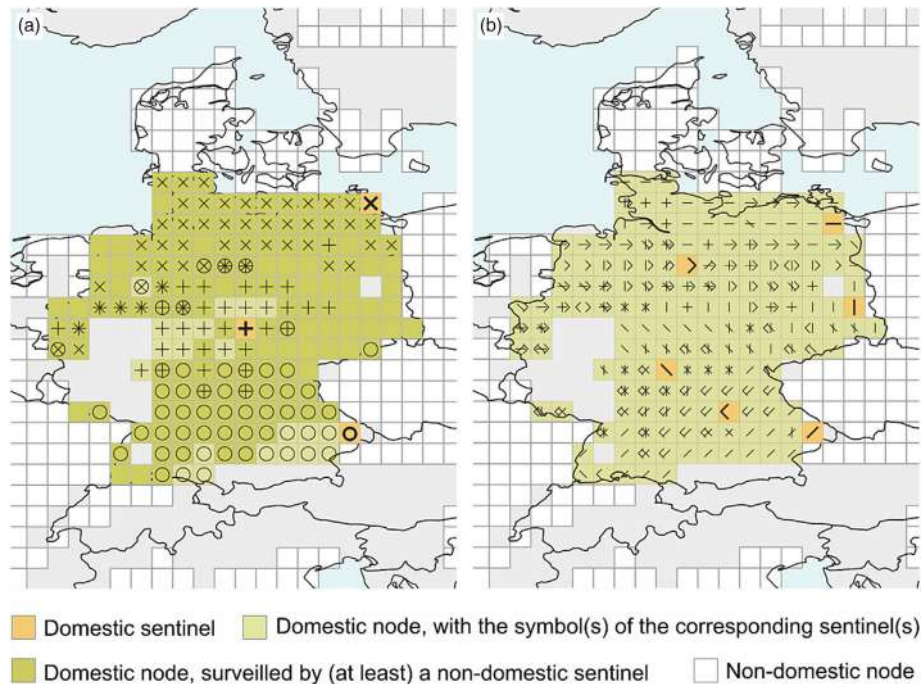 (a) (b)
Domestic sentinel Domestic node, with the symbol(s) of the corresponding sentinel(s)
Domestic node, surveilled by (at least) a non-domestic sentinel Non-domestic node